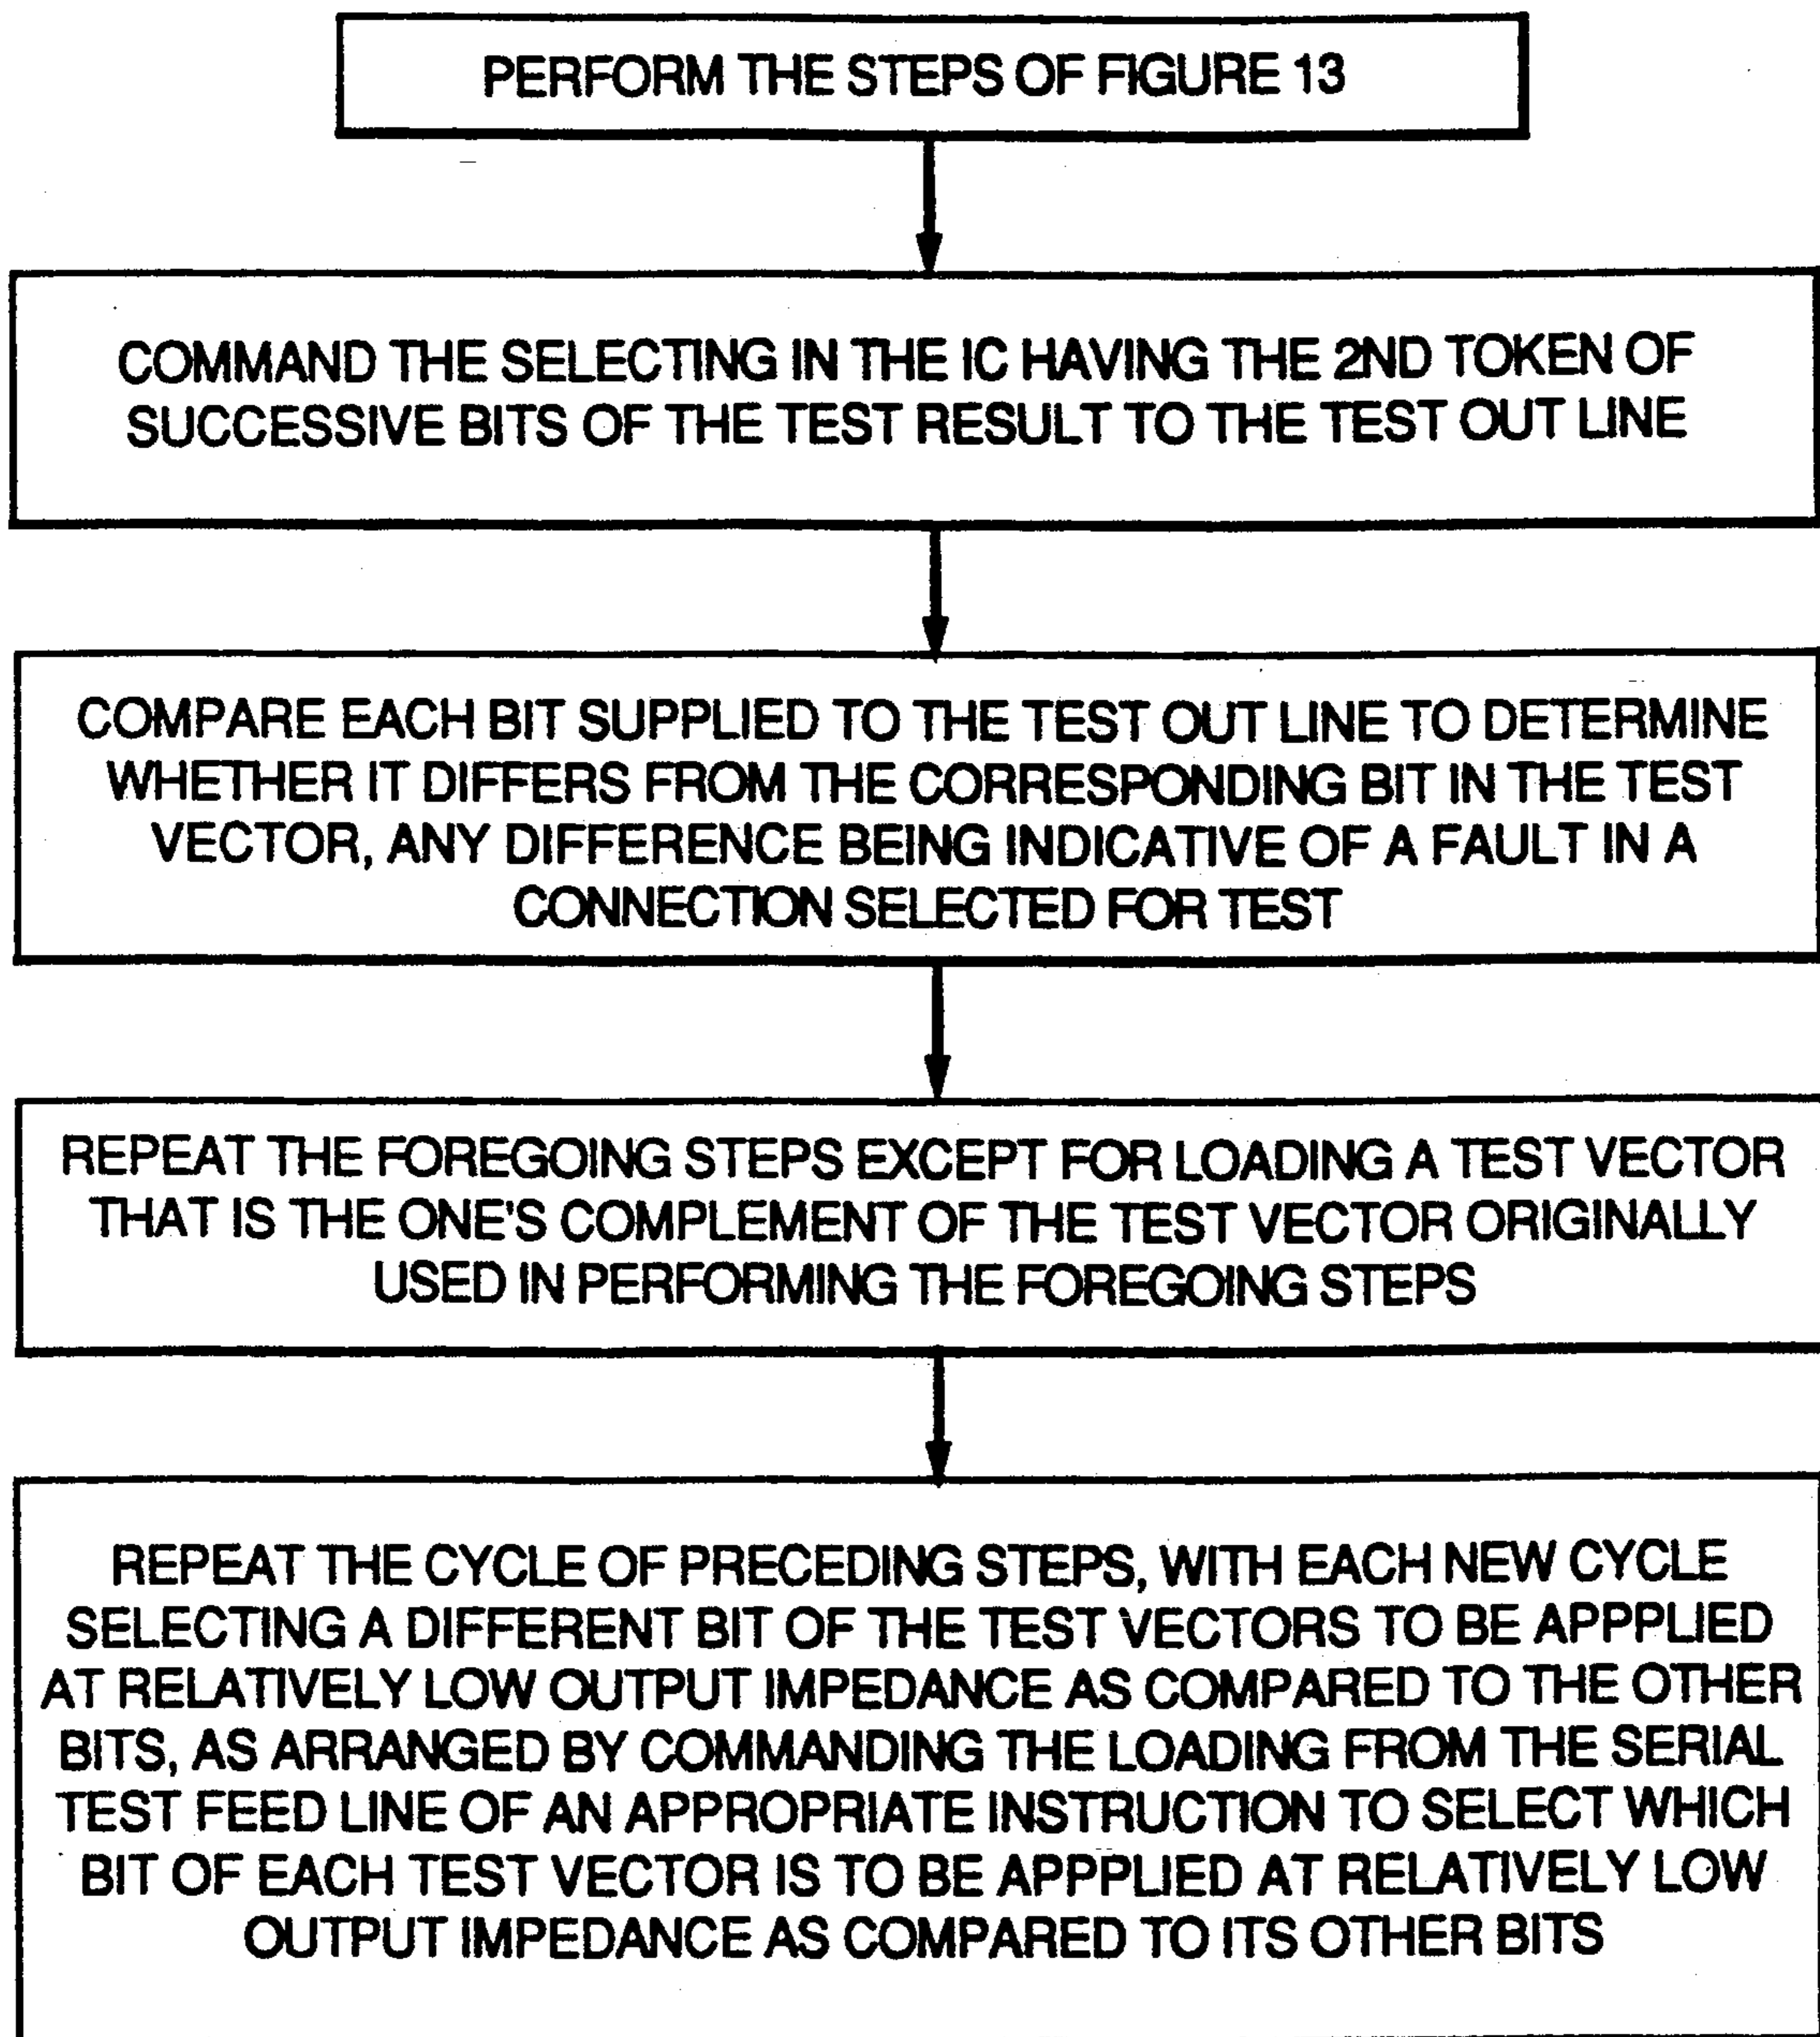 PERFORM THE STEPS OF FIGURE 13
COMMAND THE SELECTING IN THE IC HAVING THE 2ND TOKEN OF
SUCCESSIVE BITS OF THE TEST RESULT TO THE TEST OUT LINE
COMPARE EACH BIT SUPPLIED TO THE TEST OUT LINE TO DETERMINE
WHETHER IT DIFFERS FROM THE CORRESPONDING BIT IN THE TEST
VECTOR, ANY DIFFERENCE BEING INDICATIVE OF A FAULT IN A
CONNECTION SELECTED FOR TEST
REPEAT THE FOREGOING STEPS EXCEPT FOR LOADING A TEST VECTOR
THAT IS THE ONE'S COMPLEMENT OF THE TEST VECTOR ORIGINALLY
USED IN PERFORMING THE FOREGOING STEPS
REPEAT THE CYCLE OF PRECEDING STEPS, WITH EACH NEW CYCLE
SELECTING A DIFFERENT BIT OF THE TEST VECTORS TO BE APPPLIED
AT RELATIVELY LOW OUTPUT IMPEDANCE AS COMPARED TO THE OTHER
BITS, AS ARRANGED BY COMMANDING THE LOADING FROM THE SERIAL
TEST FEED LINE OF AN APPROPRIATE INSTRUCTION TO SELECT WHICH
BIT OF EACH TEST VECTOR IS TO BE APPPLIED AT RELATIVELY LOW
OUTPUT IMPEDANCE AS COMPARED TO ITS OTHER BITS